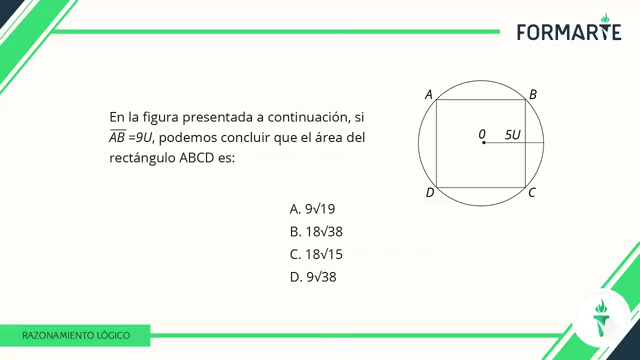 FORMARTE
En la figura presentada a continuación, si
AB =9U, podemos concluir que el área del
rectángulo ABCD es:
A
B
0
5U
D
C
A. 9√19
B. 18√38
C. 18√15
D. 9√38
RAZONAMIENTO LÓGICO